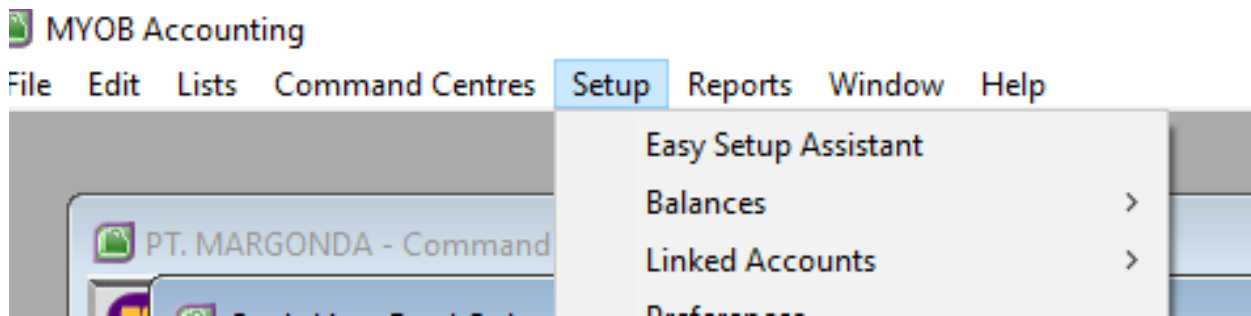 MYOB Accounting
File Edit Lists Command Centres Setup Reports Window Help
Easy Setup Assistant
Balances
PT. MARGONDA - Command
Linked Accounts
Preferences